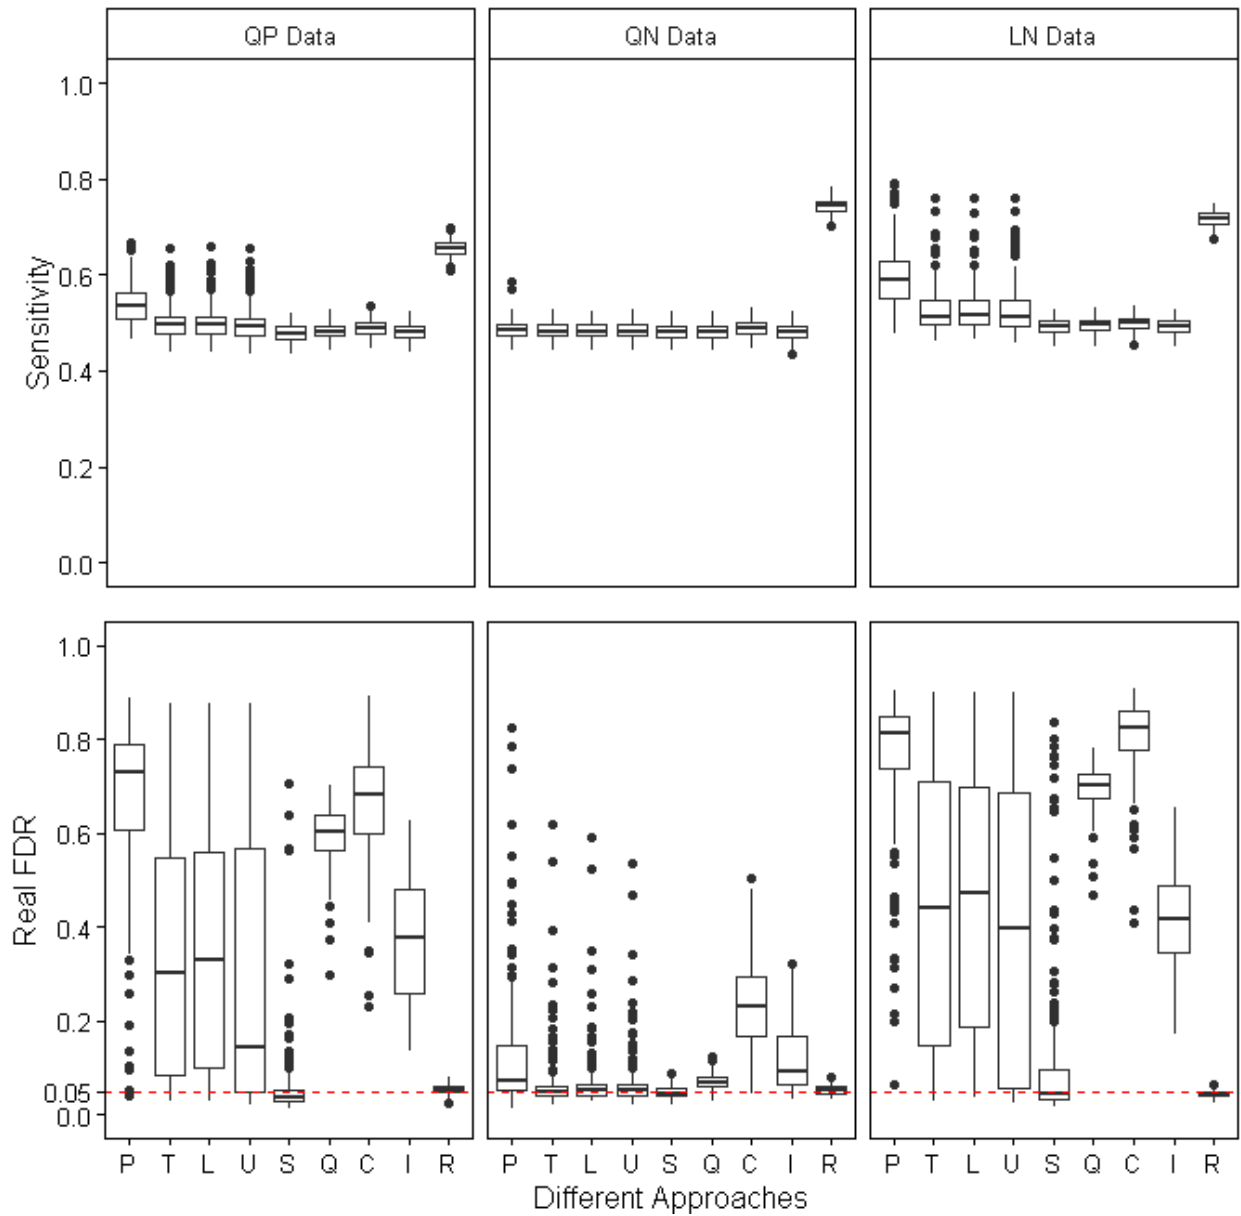 QP Data QN Data LN Data
1.0
0.8
0.6
0.4
0.2
0.0
Sensitivity
1.0
0.8
0.6
0.4
0.2
0.05
0.0
Real FDR
P T L U S Q C I R P T L U S Q C I R P T L U S Q C I R
Different Approaches